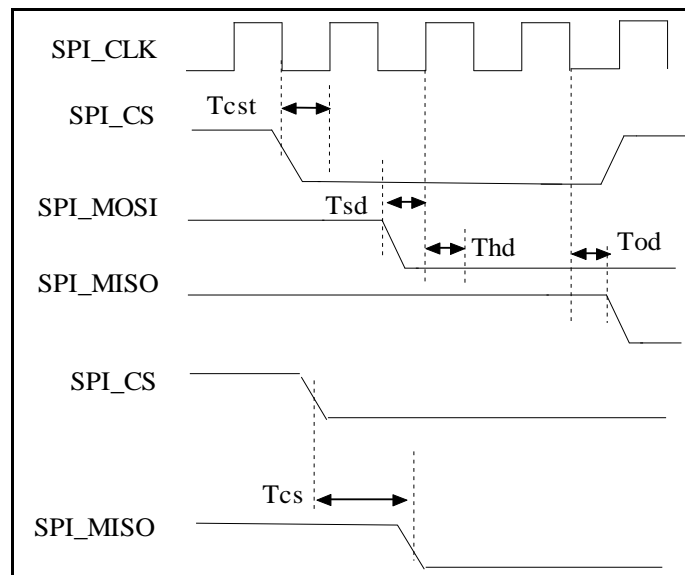 SPI_CLK
Tcst
SPI_CS
SPI_MOSI
Tsd
Thd
Tod
SPI_MISO
SPI_CS
Tcs
SPI_MISO